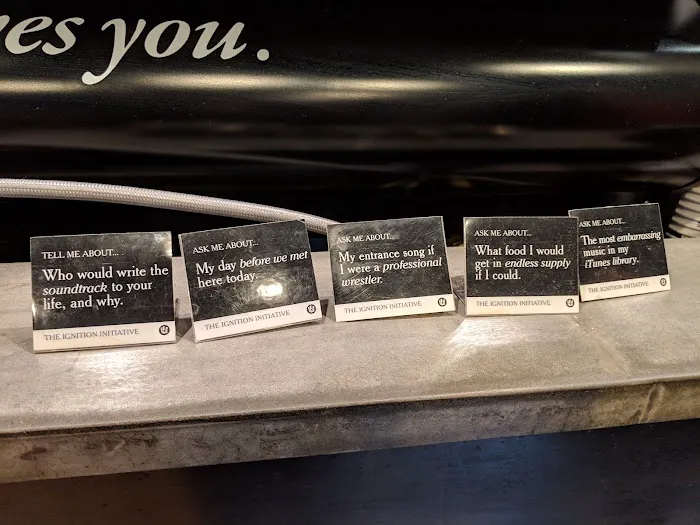 es you.
TELL ME ABOUT...
Who would write the
soundtrack to your
life, and why.
THE IGNITION INITIATIVE
ASK ME ABOUT...
My day before we met
here today.
THE IGNITION INITIATIVE
ASK ME ABOUT...
My entrance song if
I were a professional
wrestler.
THE IGNITION INITIATIVE
ASK ME ABOUT...
What food I would
get in endless supply
if I could.
THE IGNITION INITIATIVE
ASK ME ABOUT...
The most embarrassing
music in my
iTunes library.
THE IGNITION INITIATIVE